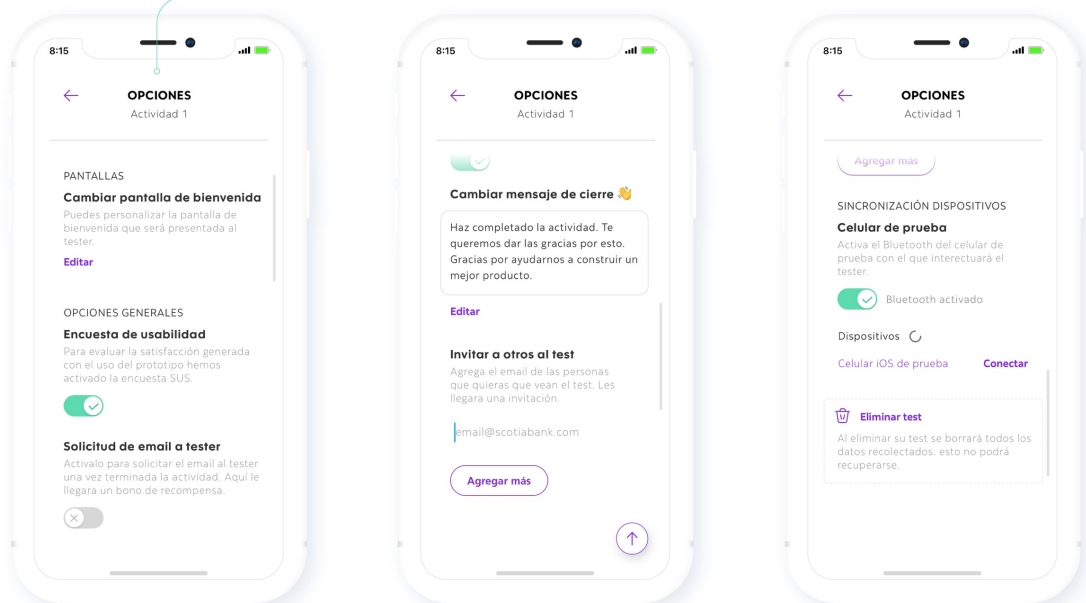 8:15
OPCIONES
Actividad 1
PANTALLAS
Cambiar pantalla de bienvenida
Puedes personalizar la pantalla de
bienvenida que será presentada al
tester.
Editar
OPCIONES GENERALES
Encuesta de usabilidad
Para evaluar la satisfacción generada
con el uso del prototipo hemos
activado la encuesta SUS.
Solicitud de email a tester
Activalo para solicitar el email al tester
una vez terminada la actividad. Aquí le
llegara un bono de recompensa.
8:15
OPCIONES
Actividad 1
Cambiar mensaje de cierre 👋
Haz completado la actividad. Te
queremos dar las gracias por esto.
Gracias por ayudarnos a construir un
mejor producto.
Editar
Invitar a otros al test
Agrega el email de las personas
que quieras que vean el test. Les
llegara una invitación.
email@scotiabank.com
Agregar más
8:15
OPCIONES
Actividad 1
Agregar más
SINCRONIZACIÓN DISPOSITIVOS
Celular de prueba
Activa el Bluetooth del celular de
prueba con el que interectuará el
tester.
Bluetooth activado
Dispositivos
Celular iOS de prueba Conectar
Eliminar test
Al eliminar su test se borrará todos los
datos recolectados. esto no podrá
recuperarse.